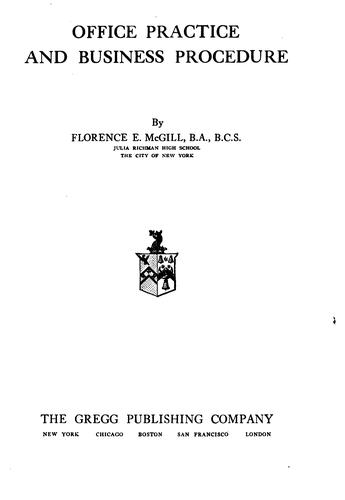 OFFICE PRACTICE
AND BUSINESS PROCEDURE
By
FLORENCE E. McGILL, B.A., B.C.S.
JULIA RICHMAN HIGH SCHOOL
THE CITY OF NEW YORK
THE GREGG PUBLISHING COMPANY
NEW YORK CHICAGO BOSTON SAN FRANCISCO LONDON